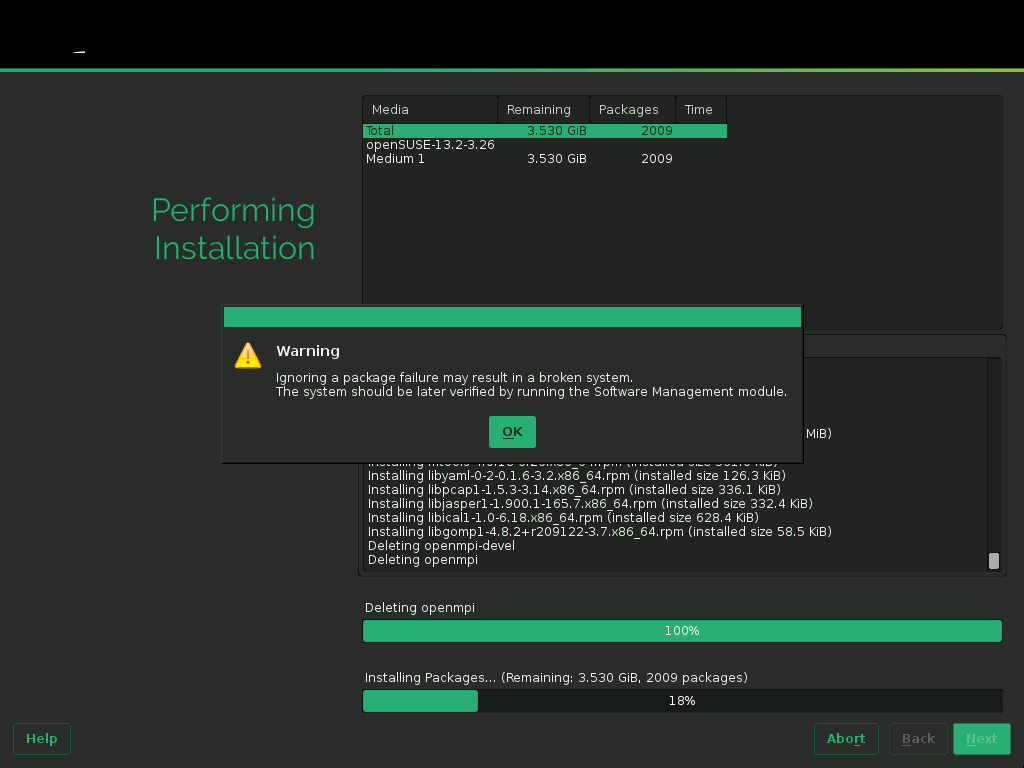 Media Remaining Packages Time
Total 3.530 GiB 2009
openSUSE-13.2-3.26
Medium 1 3.530 GiB 2009
Performing
Installation
Warning
Ignoring a package failure may result in a broken system.
The system should be later verified by running the Software Management module.
OK
MiB)
Installing libyaml-0-2-0.1.6-3.2.x86_64.rpm (installed size 126.3 KiB)
Installing libpcap1-1.5.3-3.14.x86_64.rpm (installed size 336.1 KiB)
Installing libjasper1-1.900.1-165.7.x86_64.rpm (installed size 332.4 KiB)
Installing libical1-1.0-6.18.x86_64.rpm (installed size 628.4 KiB)
Installing libgomp1-4.8.2+r209122-3.7.x86_64.rpm (installed size 58.5 KiB)
Deleting openmpi-devel
Deleting openmpi
Deleting openmpi
100%
Installing Packages... (Remaining: 3.530 GiB, 2009 packages)
18%
Help Abort Back Next